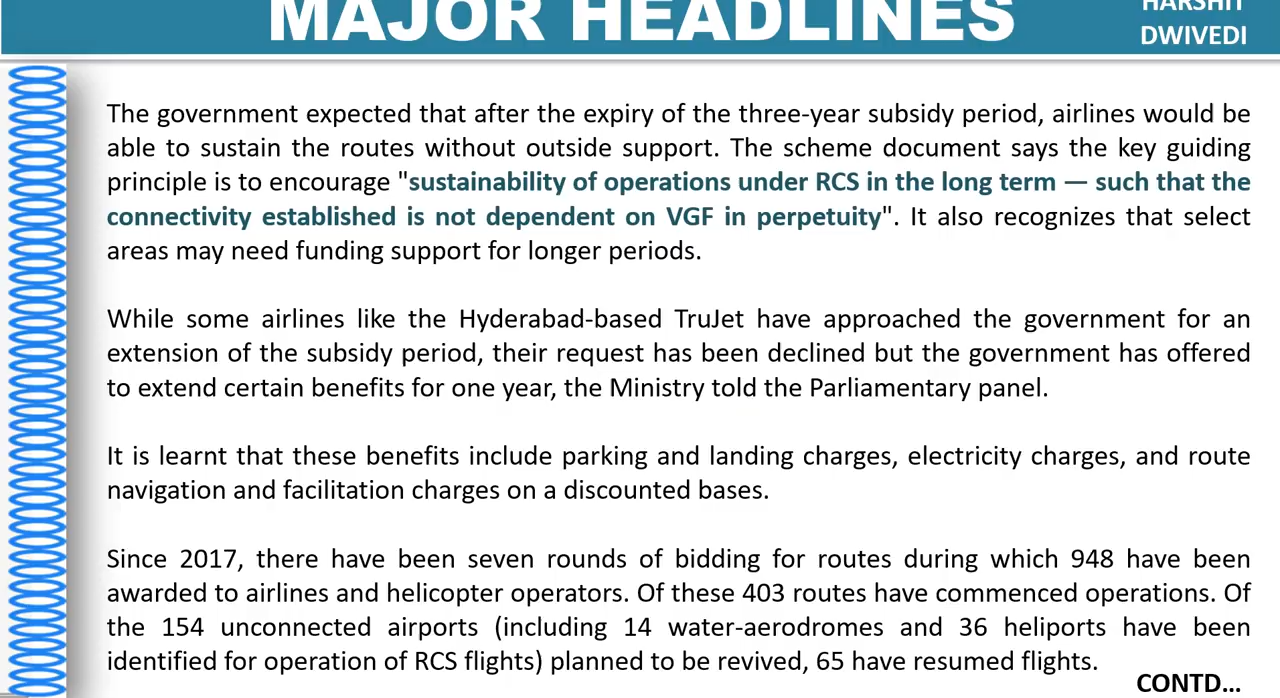 MAJOR HEADLINES
HARSHIT
DWIVEDI
The government expected that after the expiry of the three-year subsidy period, airlines would be
able to sustain the routes without outside support. The scheme document says the key guiding
principle is to encourage "sustainability of operations under RCS in the long term — such that the
connectivity established is not dependent on VGF in perpetuity". It also recognizes that select
areas may need funding support for longer periods.
While some airlines like the Hyderabad-based TruJet have approached the government for an
extension of the subsidy period, their request has been declined but the government has offered
to extend certain benefits for one year, the Ministry told the Parliamentary panel.
It is learnt that these benefits include parking and landing charges, electricity charges, and route
navigation and facilitation charges on a discounted bases.
Since 2017, there have been seven rounds of bidding for routes during which 948 have been
awarded to airlines and helicopter operators. Of these 403 routes have commenced operations. Of
the 154 unconnected airports (including 14 water-aerodromes and 36 heliports have been
identified for operation of RCS flights) planned to be revived, 65 have resumed flights.
CONTD...